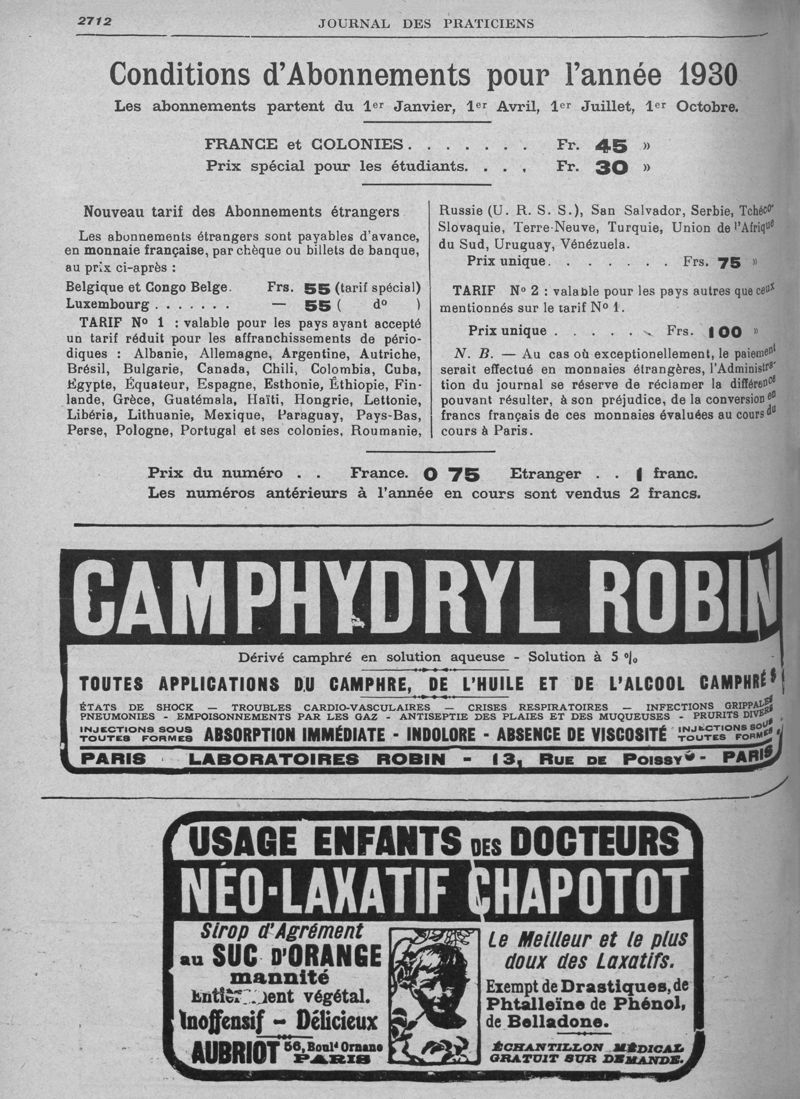 2712
JOURNAL DES PRATICIENS
Conditions d'Abonnements pour l'année 1930
Les abonnements partent du 1er Janvier, 1er Avril, 1er Juillet, 1er Octobre.
FRANCE et COLONIES. . . . . . . Fr. 45 »
Prix spécial pour les étudiants. . . . Fr. 30 »
Nouveau tarif des Abonnements étrangers
Les abonnements étrangers sont payables d'avance,
en monnaie française, par chèque ou billets de banque,
au prix ci-après :
Belgique et Congo Belge. Frs. 55 (tarif spécial)
Luxembourg . . . . . . . — 55 ( do )
TARIF No 1 : valable pour les pays ayant accepté
un tarif réduit pour les affranchissements de pério-
diques : Albanie, Allemagne, Argentine, Autriche,
Brésil, Bulgarie, Canada, Chili, Colombia, Cuba,
Égypte, Équateur, Espagne, Esthonie, Éthiopie, Fin-
lande, Grèce, Guatémala, Haïti, Hongrie, Lettonie,
Libéria, Lithuanie, Mexique, Paraguay, Pays-Bas,
Perse, Pologne, Portugal et ses colonies, Roumanie,
Russie (U. R. S. S.), San Salvador, Serbie, Tchéco-
Slovaquie, Terre-Neuve, Turquie, Union de l'Afrique
du Sud, Uruguay, Vénézuela.
Prix unique. . . . . . . Frs. 75 »
TARIF No 2 : valable pour les pays autres que ceux
mentionnés sur le tarif No 1.
Prix unique . . . . . . Frs. 100 »
N. B. — Au cas où exceptionellement, le paiement
serait effectué en monnaies étrangères, l'Administra-
tion du journal se réserve de réclamer la différence
pouvant résulter, à son préjudice, de la conversion en
francs français de ces monnaies évaluées au cours du
cours à Paris.
Prix du numéro . . France. 0 75 Etranger . . 1 franc.
Les numéros antérieurs à l'année en cours sont vendus 2 francs.
CAMPHYDRYL ROBIN
Dérivé camphré en solution aqueuse - Solution à 5 %
TOUTES APPLICATIONS DU CAMPHRE, DE L'HUILE ET DE L'ALCOOL CAMPHRÉS
ÉTATS DE SHOCK — TROUBLES CARDIO-VASCULAIRES — CRISES RESPIRATOIRES — INFECTIONS GRIPPALES
PNEUMONIES - EMPOISONNEMENTS PAR LES GAZ - ANTISEPTIE DES PLAIES ET DES MUQUEUSES - PRURITS DIVERS
INJECTIONS SOUS TOUTES FORMES ABSORPTION IMMÉDIATE - INDOLORE - ABSENCE DE VISCOSITÉ INJECTIONS SOUS TOUTES FORMES
PARIS LABORATOIRES ROBIN - 13, RUE DE POISSY - PARIS
USAGE ENFANTS DES DOCTEURS
NÉO-LAXATIF CHAPOTOT
Sirop d'Agrément
au SUC D'ORANGE
mannité
ent végétal.
Inoffensif - Délicieux
AUBRIOT 56, Boul^d Ornano
PARIS
Le Meilleur et le plus
doux des Laxatifs.
Exempt de Drastiques, de
Phtalleïne de Phénol,
de Belladone.
ÉCHANTILLON MÉDICAL
GRATUIT SUR DEMANDE.